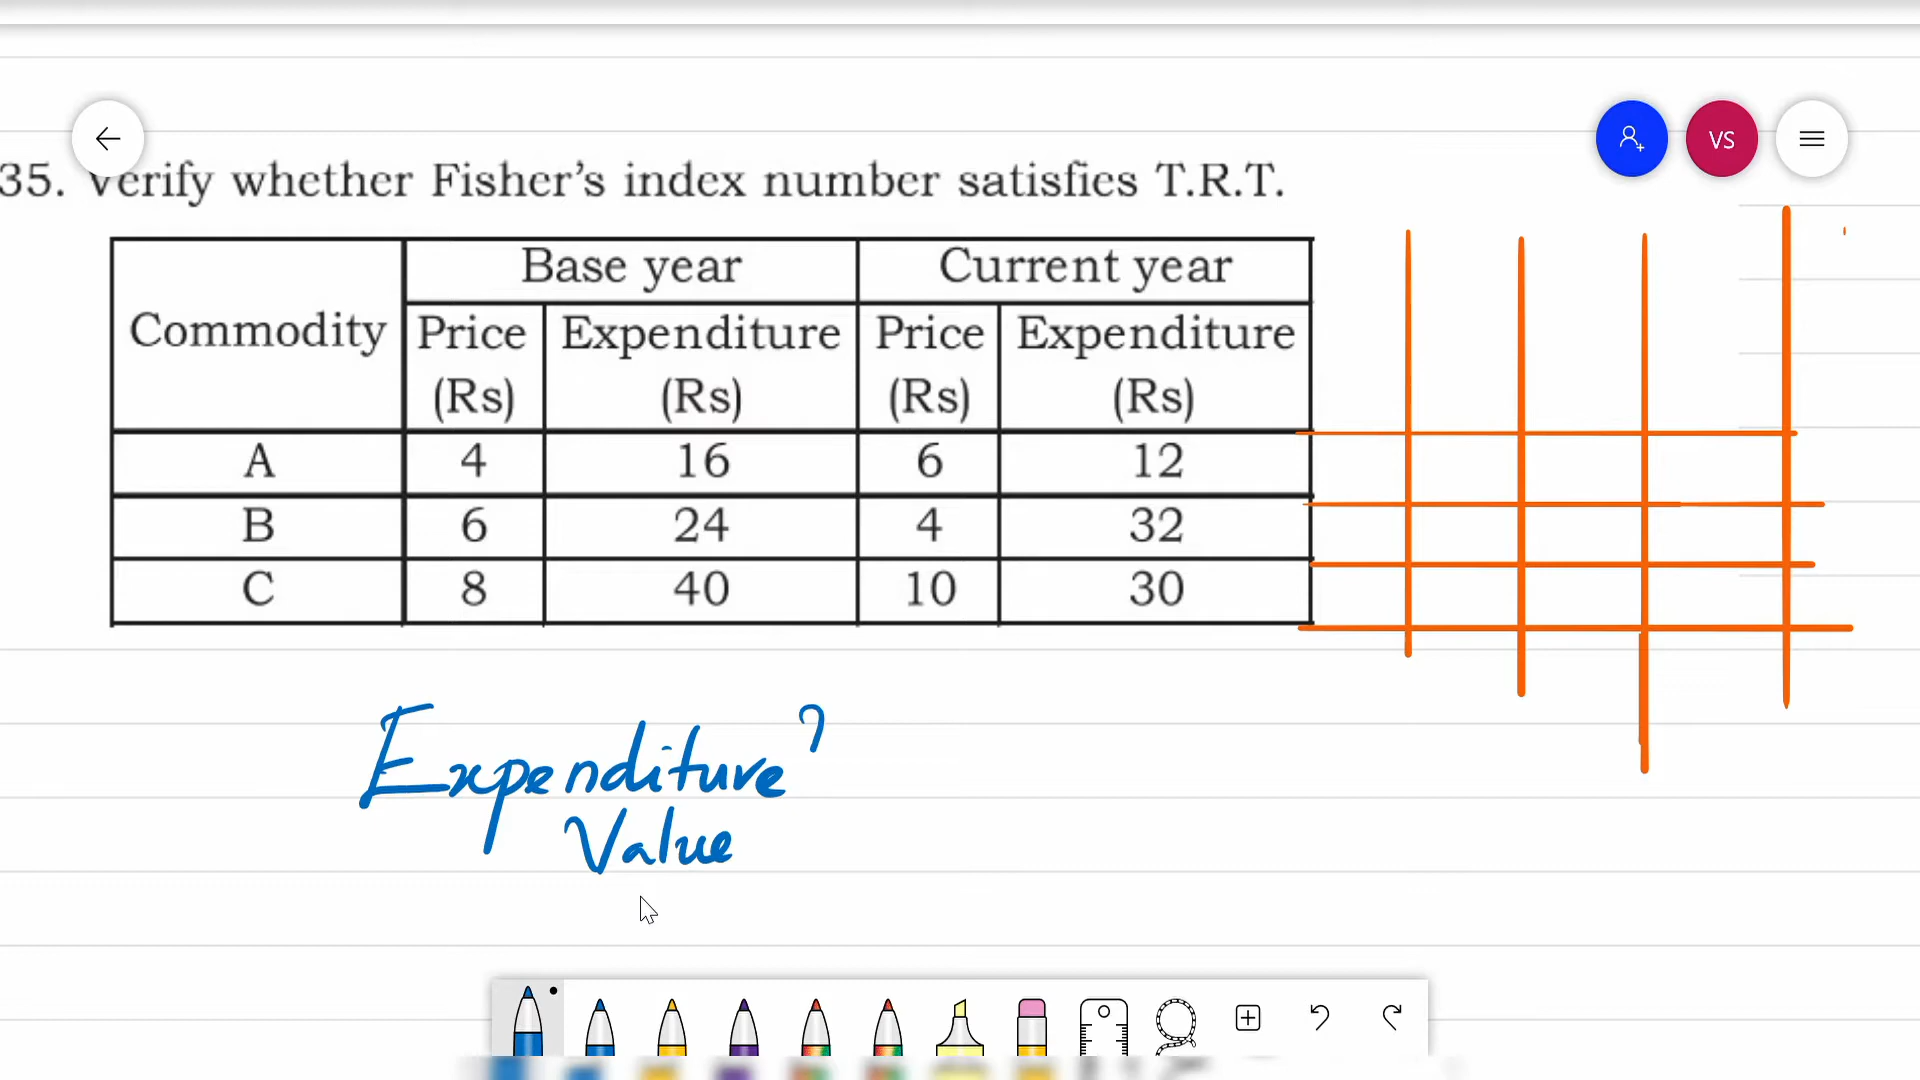 VS
35. Verify whether Fisher's index number satisfies T.R.T.
Commodity Base year Current year
Price (Rs) Expenditure (Rs) Price (Rs) Expenditure (Rs)
A 4 16 6 12
B 6 24 4 32
C 8 40 10 30
Expenditure ?
Value